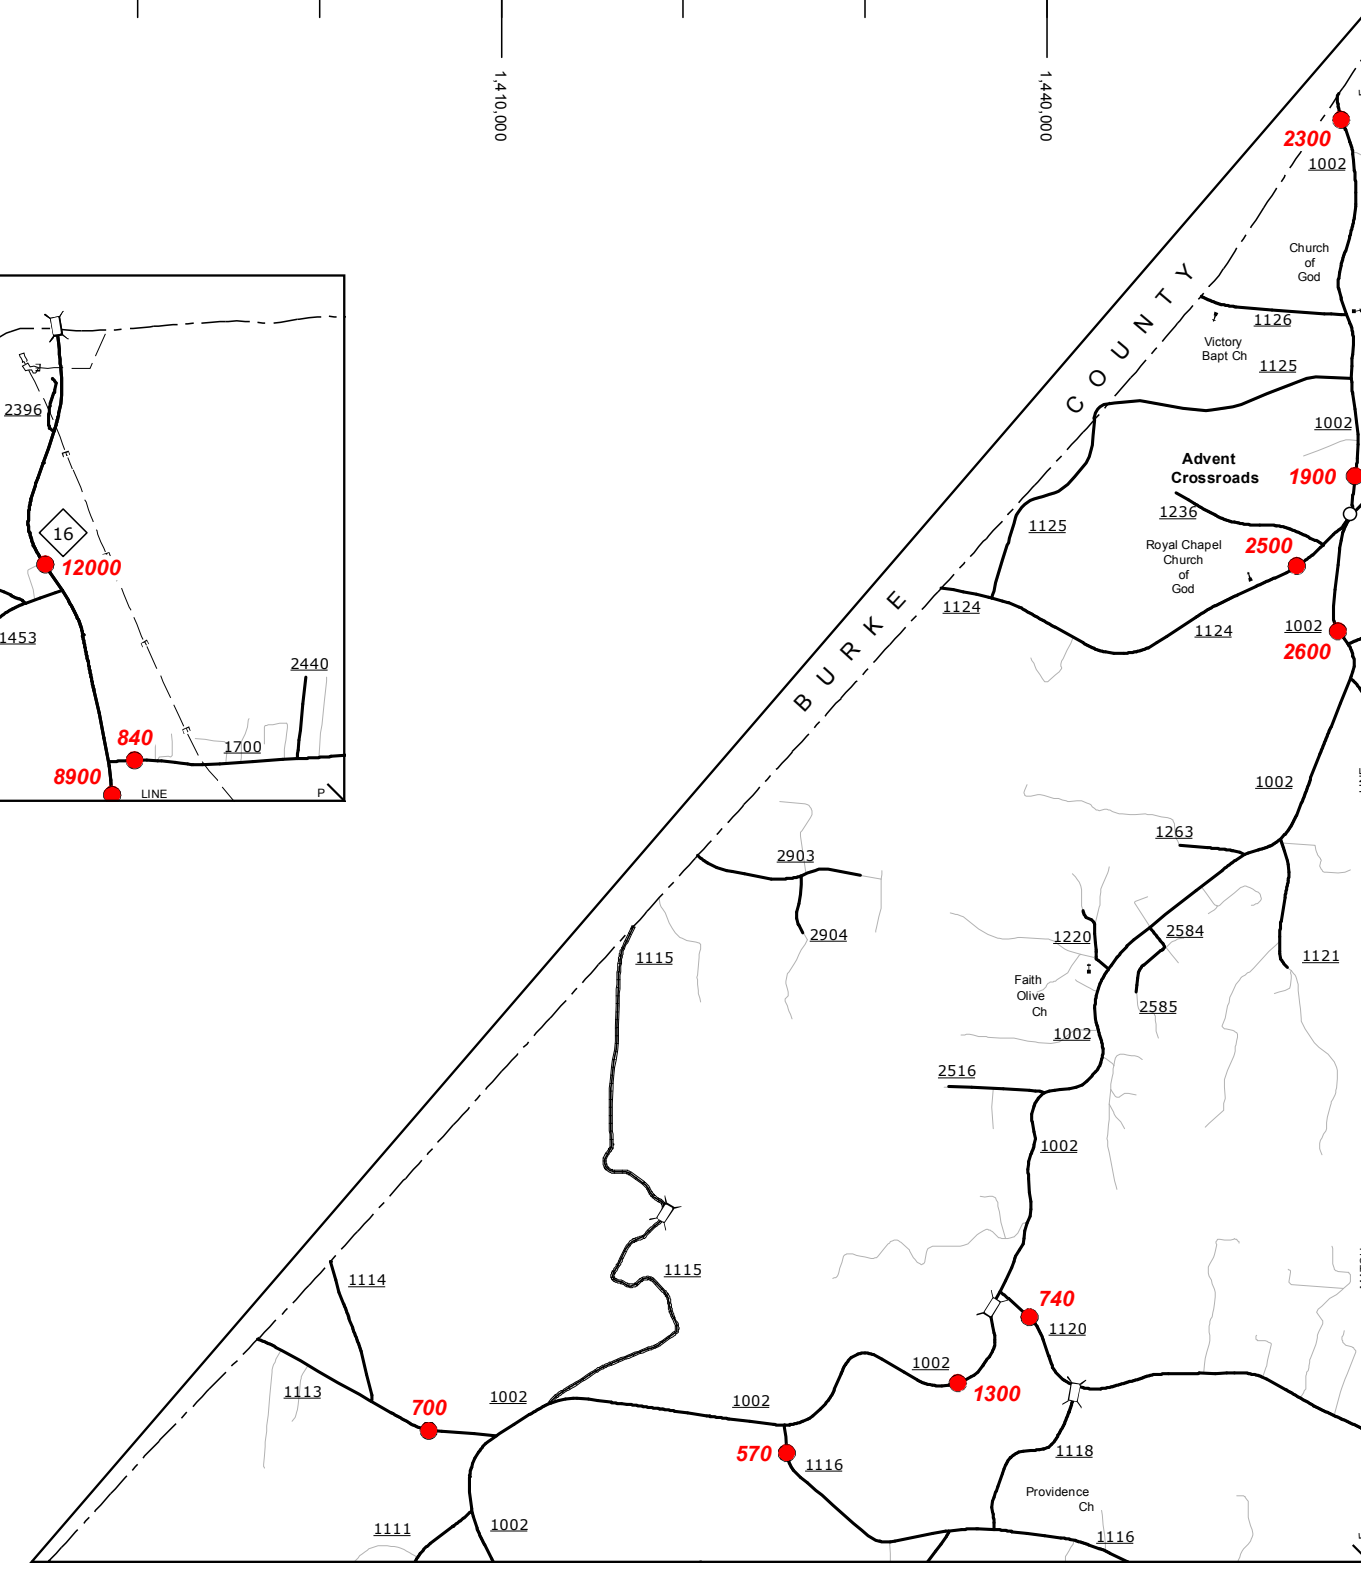 1,410,000
1,440,000
2300
1002
Church
of
God
COUNTY
1126
Victory
Bapt Ch
1125
2396
E
1002
Advent
Crossroads
1900
1236
16
1125
2500
Royal Chapel
Church
of
God
12000
E
BURKE
1124
1124
1002
1453
2600
E
2440
840
E
1700
8900
LINE
P
1002
1263
2903
2904
1220
2584
1115
1121
Faith
Olive
Ch
2585
1002
2516
1002
1115
1114
740
1120
1002
1113
1300
1002
1002
700
570
1116
1118
Providence
Ch
1111
1002
1116